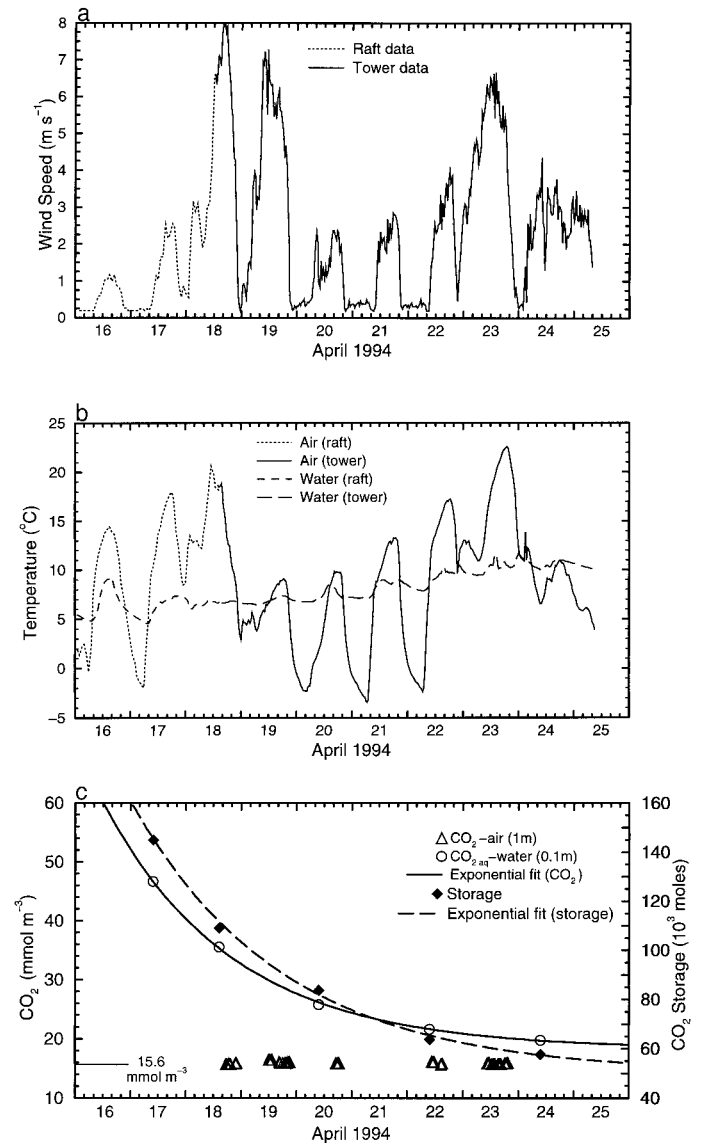 a
8
7
6
5
4
3
2
1
0
Wind Speed (m s⁻¹)
Raft data
Tower data
16 17 18 19 20 21 22 23 24 25
April 1994
b
25
20
15
10
5
0
−5
Temperature (°C)
Air (raft)
Air (tower)
Water (raft)
Water (tower)
16 17 18 19 20 21 22 23 24 25
April 1994
c
60
50
40
30
20
10
CO₂ (mmol m⁻³)
CO₂−air (1m)
CO₂ aq−water (0.1m)
Exponential fit (CO₂)
Storage
Exponential fit (storage)
15.6
mmol m⁻³
160
140
120
100
80
60
40
CO₂ Storage (10³ moles)
16 17 18 19 20 21 22 23 24 25
April 1994